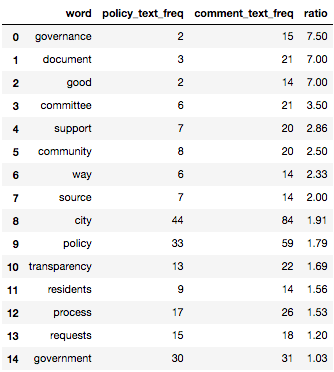 word policy_text_freq comment_text_freq ratio
0 governance 2 15 7.50
1 document 3 21 7.00
2 good 2 14 7.00
3 committee 6 21 3.50
4 support 7 20 2.86
5 community 8 20 2.50
6 way 6 14 2.33
7 source 7 14 2.00
8 city 44 84 1.91
9 policy 33 59 1.79
10 transparency 13 22 1.69
11 residents 9 14 1.56
12 process 17 26 1.53
13 requests 15 18 1.20
14 government 30 31 1.03